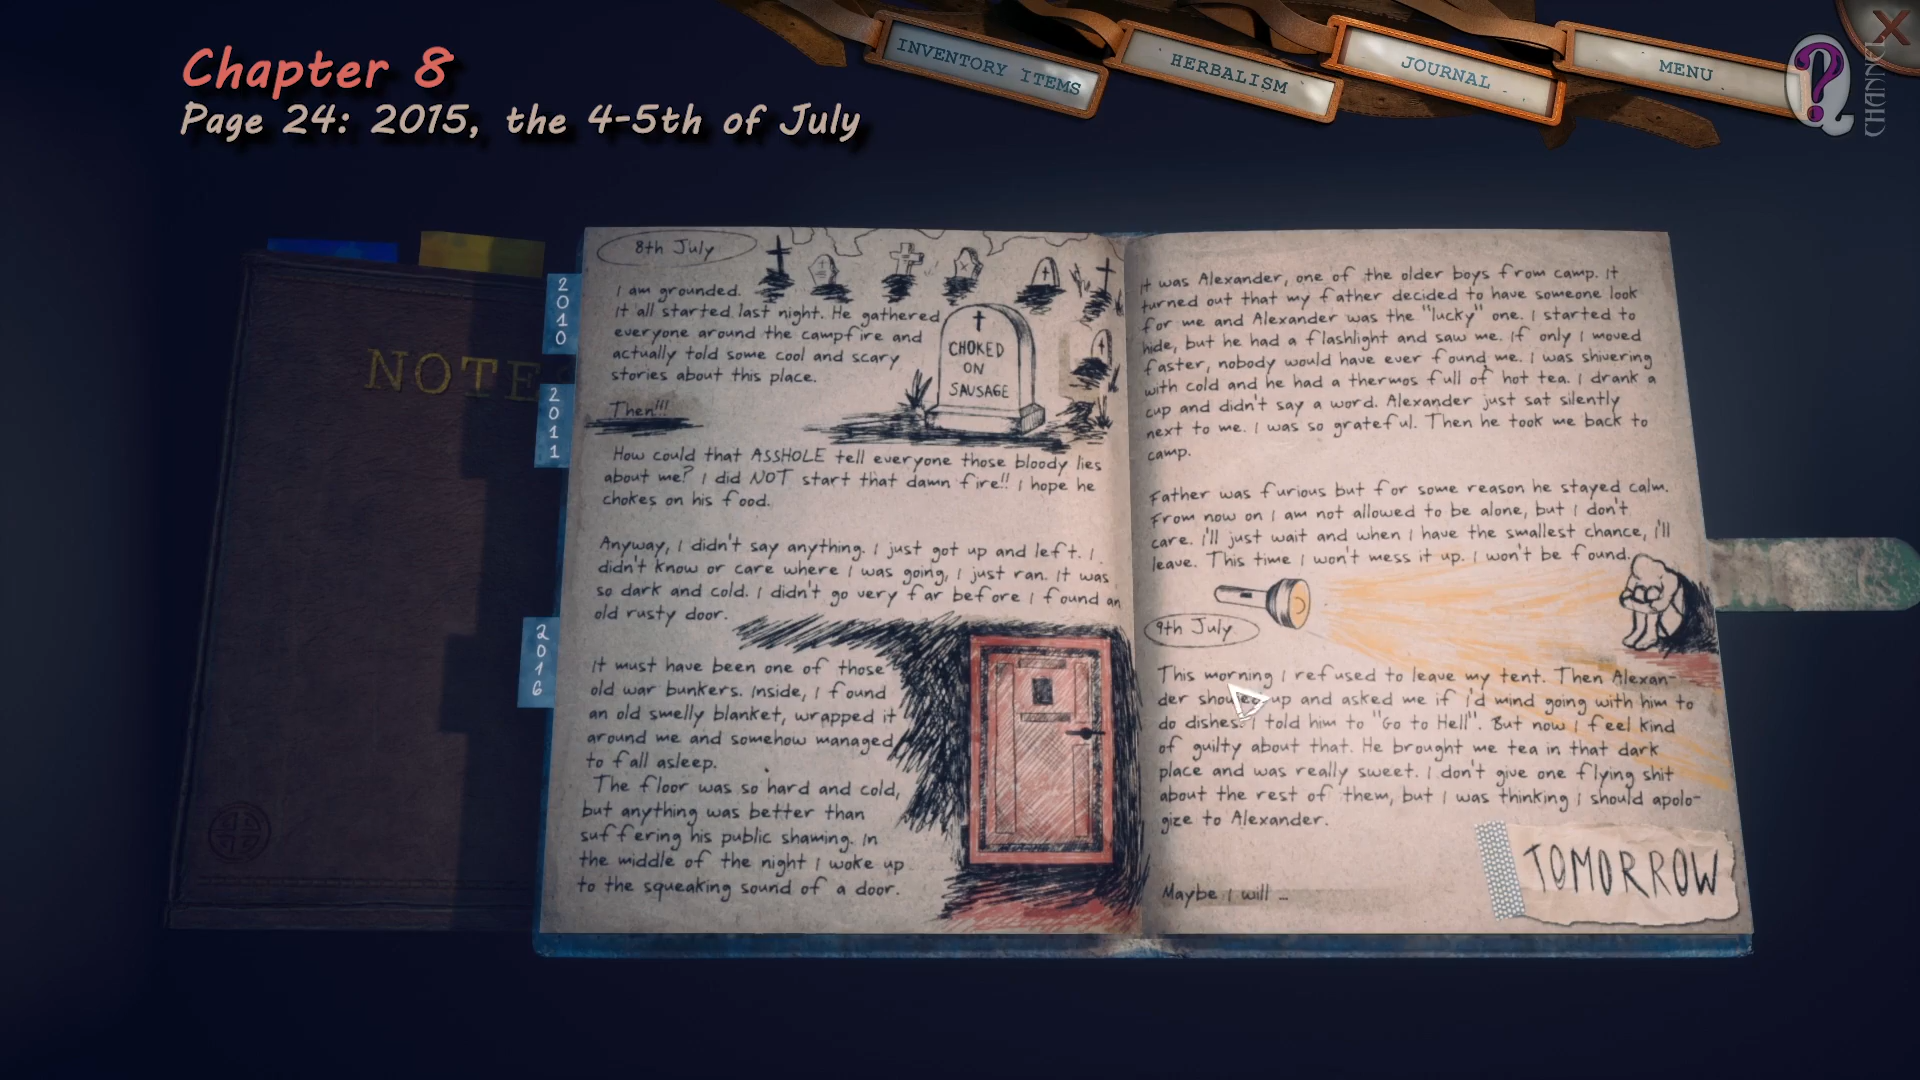 Chapter 8
Page 24: 2015, the 4-5th of July
INVENTORY ITEMS
HERBALISM
JOURNAL
MENU
CHANNEL
NOTE
2010
2011
2016
8th July
I am grounded.
It all started last night. He gathered
everyone around the campfire and
actually told some cool and scary
stories about this place.
Then!!!
CHOKED
ON
SAUSAGE
How could that ASSHOLE tell everyone those bloody lies
about me? I did NOT start that damn fire!! I hope he
chokes on his food.
Anyway, I didn't say anything. I just got up and left. I
didn't know or care where I was going, I just ran. It was
so dark and cold. I didn't go very far before I found an
old rusty door.
It must have been one of those
old war bunkers. Inside, I found
an old smelly blanket, wrapped it
around me and somehow managed
to fall asleep.
The floor was so hard and cold,
but anything was better than
suffering his public shaming. In
the middle of the night I woke up
to the squeaking sound of a door.
It was Alexander, one of the older boys from camp. It
turned out that my father decided to have someone look
for me and Alexander was the "lucky" one. I started to
hide, but he had a flashlight and saw me. If only I moved
faster, nobody would have ever found me. I was shivering
with cold and he had a thermos full of hot tea. I drank a
cup and didn't say a word. Alexander just sat silently
next to me. I was so grateful. Then he took me back to
camp.
Father was furious but for some reason he stayed calm.
From now on I am not allowed to be alone, but I don't
care. I'll just wait and when I have the smallest chance, I'll
leave. This time I won't mess it up. I won't be found.
9th July
This morning I refused to leave my tent. Then Alexan-
der showed up and asked me if I'd mind going with him to
do dishes. I told him to "Go to Hell". But now I feel kind
of guilty about that. He brought me tea in that dark
place and was really sweet. I don't give one flying shit
about the rest of them, but I was thinking I should apolo-
gize to Alexander.
Maybe I will ...
TOMORROW